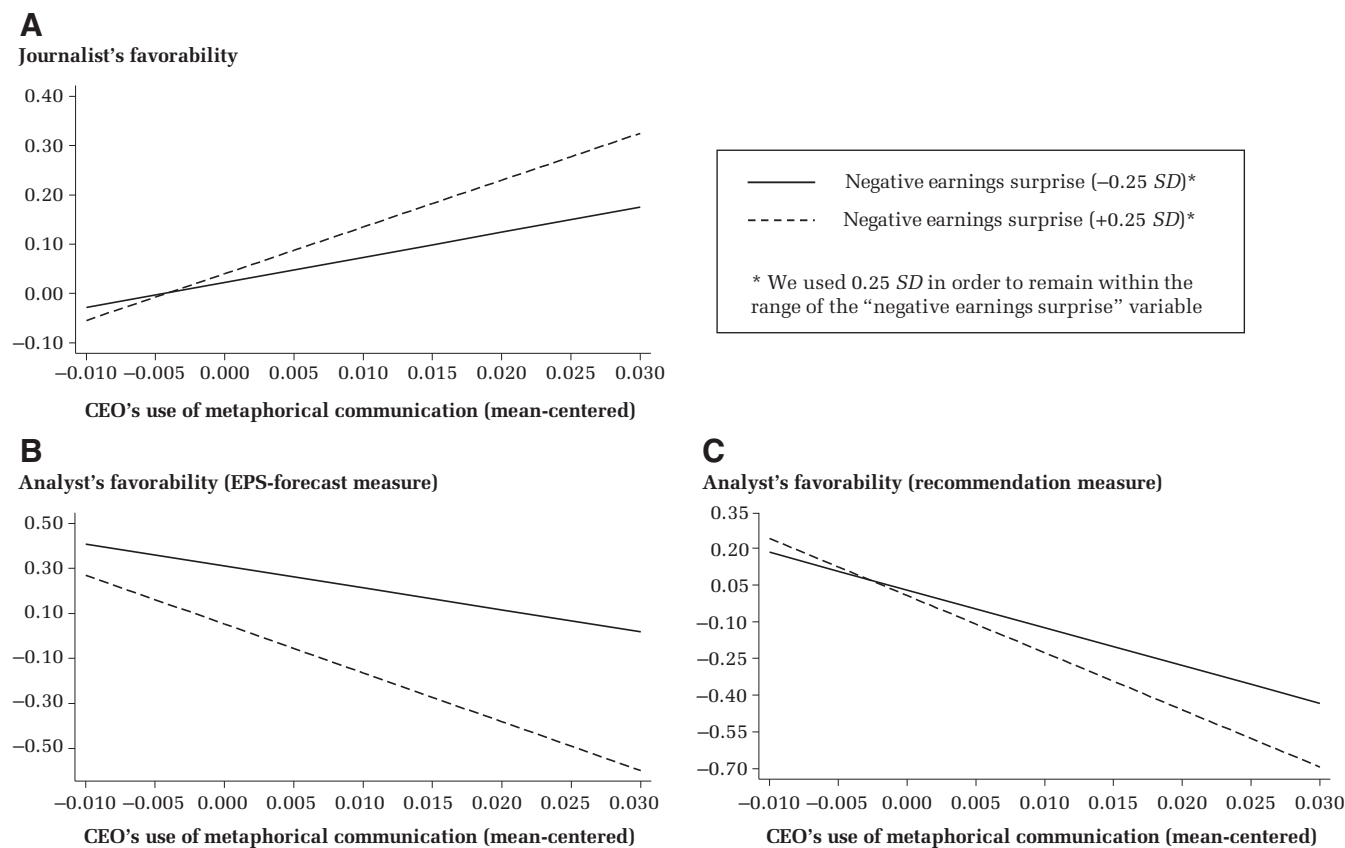 A
Journalist’s favorability
0.40
0.30
0.20
0.10
0.00
−0.10
−0.010 −0.005 0.000 0.005 0.010 0.015 0.020 0.025 0.030
CEO’s use of metaphorical communication (mean-centered)
Negative earnings surprise (−0.25 SD)*
Negative earnings surprise (+0.25 SD)*
* We used 0.25 SD in order to remain within the
range of the “negative earnings surprise” variable
B
Analyst’s favorability (EPS-forecast measure)
0.50
0.30
0.10
−0.10
−0.30
−0.50
−0.010 −0.005 0.000 0.005 0.010 0.015 0.020 0.025 0.030
CEO’s use of metaphorical communication (mean-centered)
C
Analyst’s favorability (recommendation measure)
0.35
0.20
0.05
−0.10
−0.25
−0.40
−0.55
−0.70
−0.010 −0.005 0.000 0.005 0.010 0.015 0.020 0.025 0.030
CEO’s use of metaphorical communication (mean-centered)